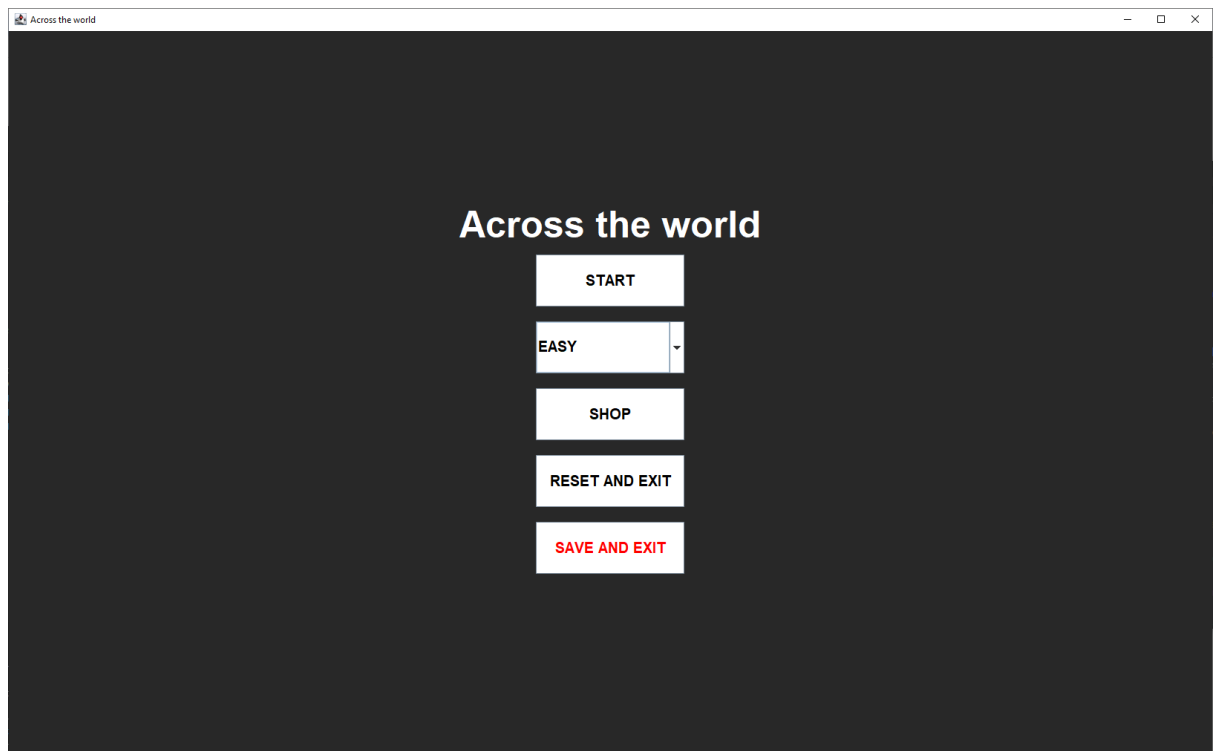 Across the world
Across the world
START
EASY
SHOP
RESET AND EXIT
SAVE AND EXIT